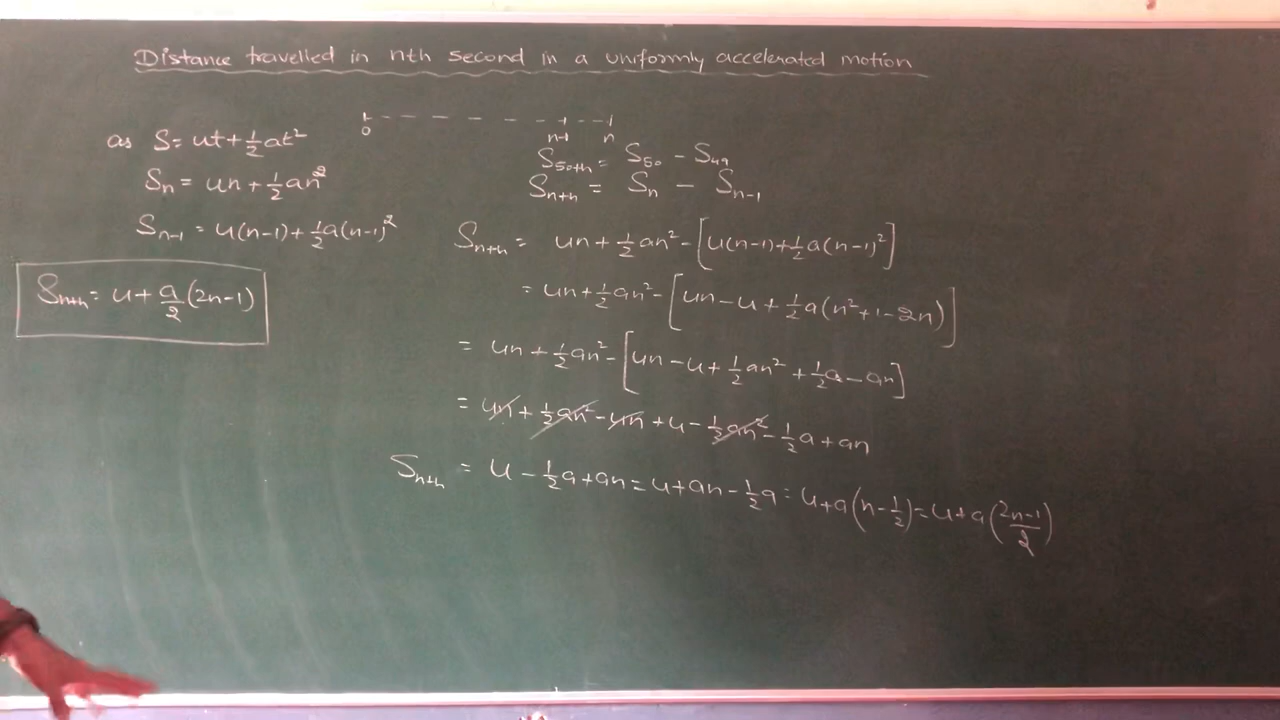 Distance travelled in nth second in a uniformly accelerated motion
0 n-1 n
as S = ut + 1/2 at²
Sₙ = un + 1/2 an²
Sₙ₋₁ = u(n-1) + 1/2 a(n-1)²
Snth = u + a/2 (2n-1)
S50th = S50 - S49
Snth = Sₙ - Sₙ₋₁
Snth = un + 1/2 an² - [u(n-1) + 1/2 a(n-1)²]
= un + 1/2 an² - [un - u + 1/2 a(n² + 1 - 2n)]
= un + 1/2 an² - [un - u + 1/2 an² + 1/2 a - an]
= un + 1/2 an² - un + u - 1/2 an² - 1/2 a + an
Snth = u - 1/2 a + an = u + an - 1/2 a = u + a(n - 1/2) = u + a((2n-1)/2)